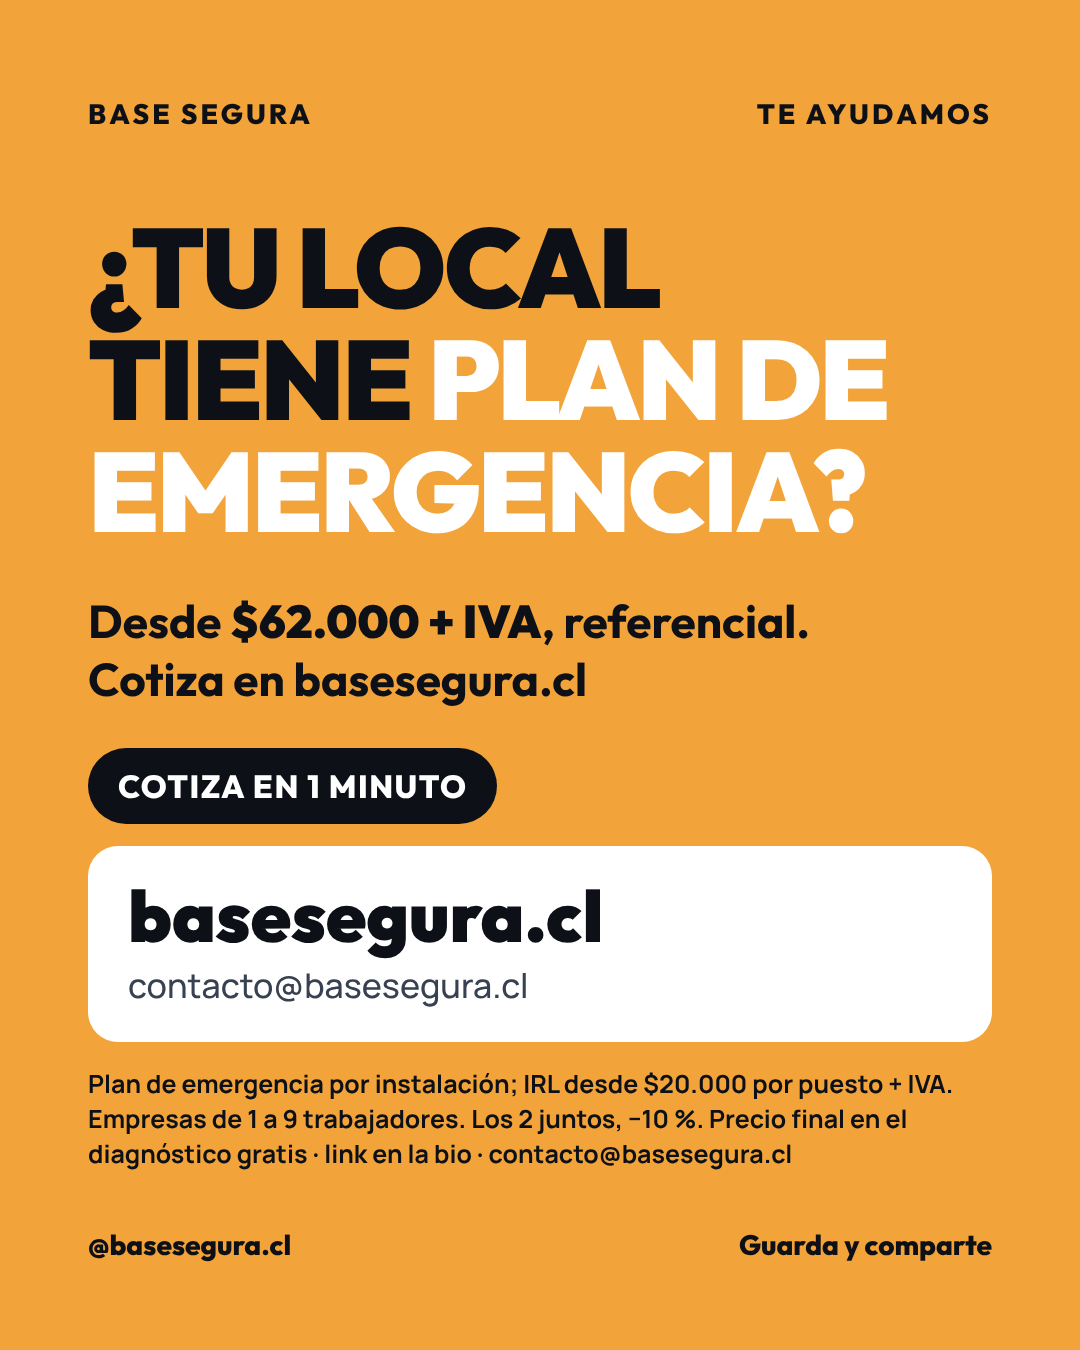 BASE SEGURA
TE AYUDAMOS
¿TU LOCAL
TIENE PLAN DE
EMERGENCIA?
Desde $62.000 + IVA, referencial.
Cotiza en basesegura.cl
COTIZA EN 1 MINUTO
basesegura.cl
contacto@basesegura.cl
Plan de emergencia por instalación; IRL desde $20.000 por puesto + IVA.
Empresas de 1 a 9 trabajadores. Los 2 juntos, −10 %. Precio final en el
diagnóstico gratis · link en la bio · contacto@basesegura.cl
@basesegura.cl
Guarda y comparte